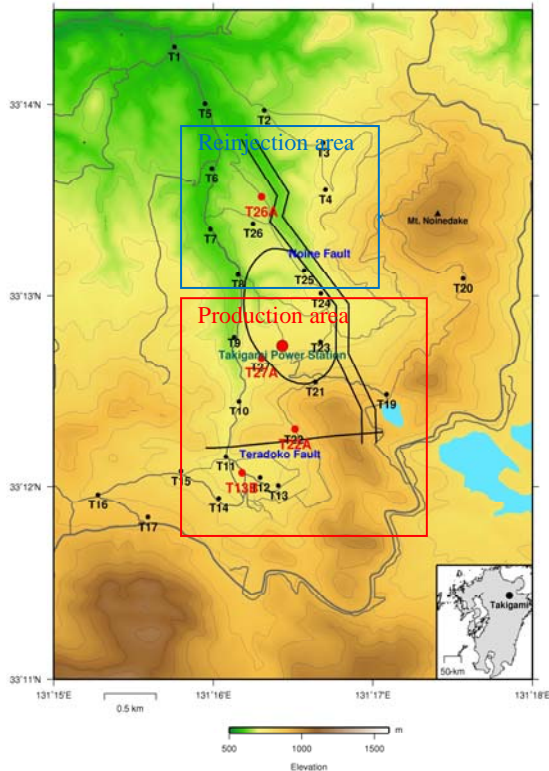 T1
33°14'
T5
T2
Reinjection area
T3
T6
T4
T26A
Mt. Noinedake
T7
T26
Noine Fault
T25
T8
T20
T24
33°13'
Production area
T9
T23
Takigami Power Station
T27
T27A
T21
T19
T10
T22
T22A
Teradoko Fault
T11
T15
T12
T13B
T13
33°12'
T16
T14
T17
Takigami
50 km
33°11'
131°15'
131°16'
131°17'
131°18'
0.5 km
m
500
1000
1500
Elevation